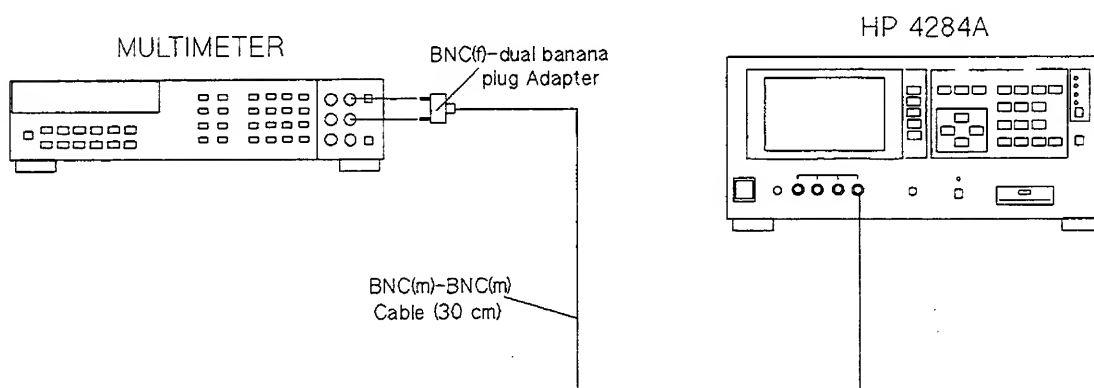 MULTIMETER
BNC(f)-dual banana
plug Adapter
HP 4284A
BNC(m)-BNC(m)
Cable (30 cm)